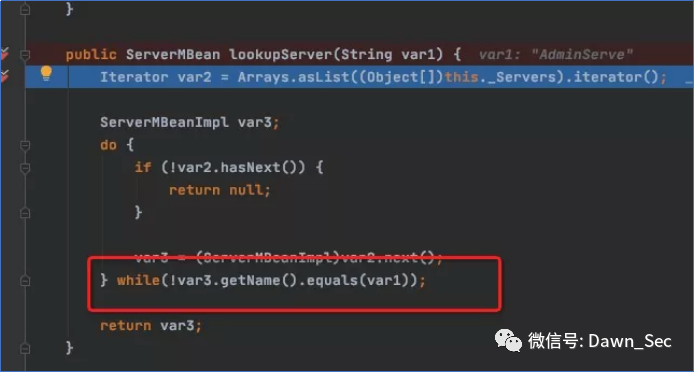 }
public ServerMBean lookupServer(String var1) { var1: "AdminServe"
Iterator var2 = Arrays.asList((Object[])this._Servers).iterator(); _
ServerMBeanImpl var3;
do {
if (!var2.hasNext()) {
return null;
}
var3 = (ServerMBeanImpl)var2.next();
} while(!var3.getName().equals(var1));
return var3;
}
微信号: Dawn_Sec